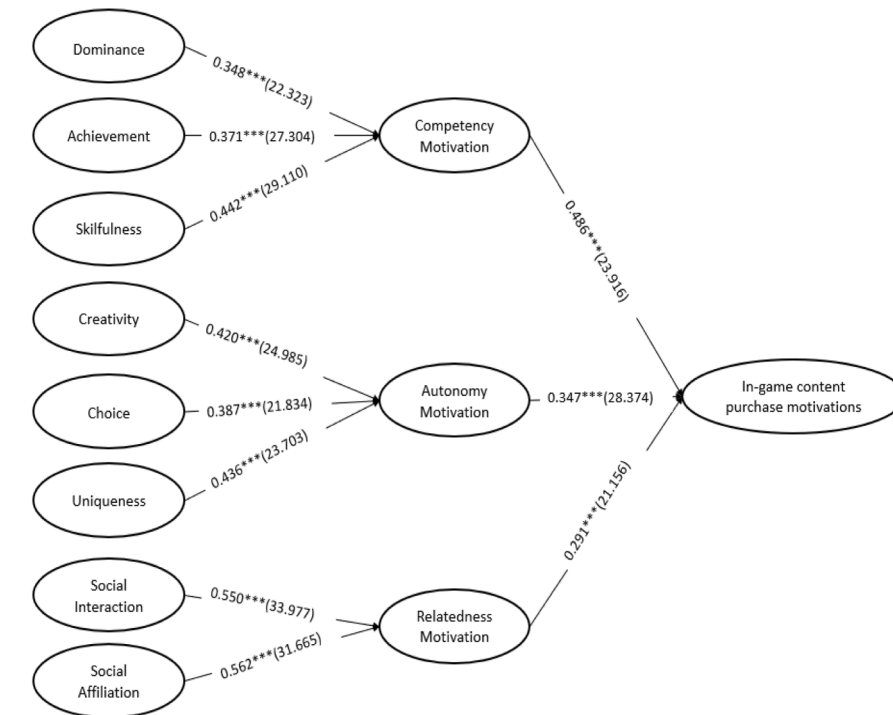 Dominance
0.348***(22.323)
Achievement
0.371***(27.304)
Competency
Motivation
Skilfulness
0.442***(29.110)
0.486***(23.916)
Creativity
0.420***(24.985)
Choice
0.387***(21.834)
Autonomy
Motivation
0.347***(28.374)
In-game content
purchase motivations
Uniqueness
0.436***(23.703)
0.291***(21.156)
Social
Interaction
0.550***(33.977)
Relatedness
Motivation
Social
Affiliation
0.562***(31.665)